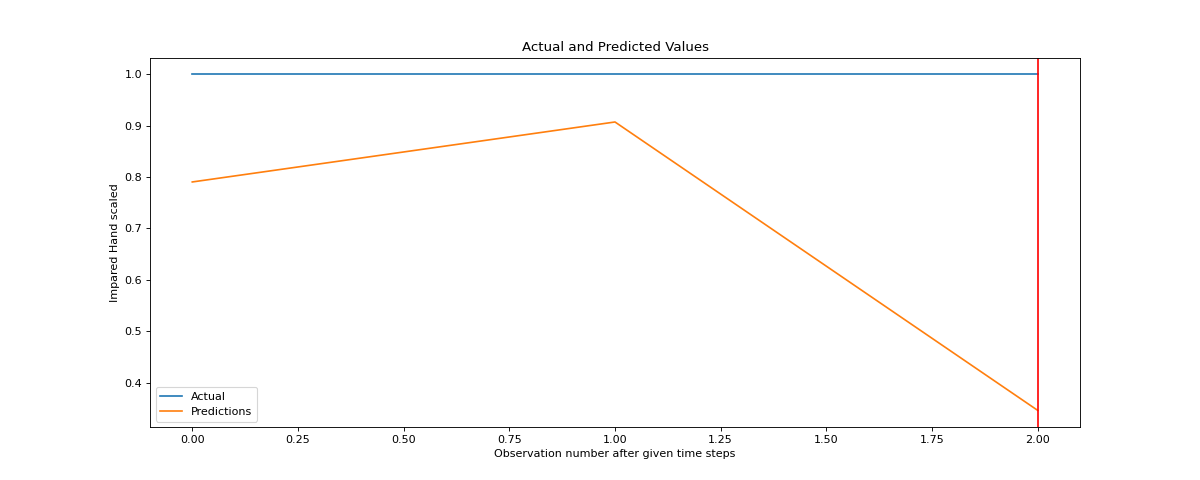 Actual and Predicted Values
Impared Hand scaled
1.0
0.9
0.8
0.7
0.6
0.5
0.4
Actual
Predictions
0.00 0.25 0.50 0.75 1.00 1.25 1.50 1.75 2.00
Observation number after given time steps